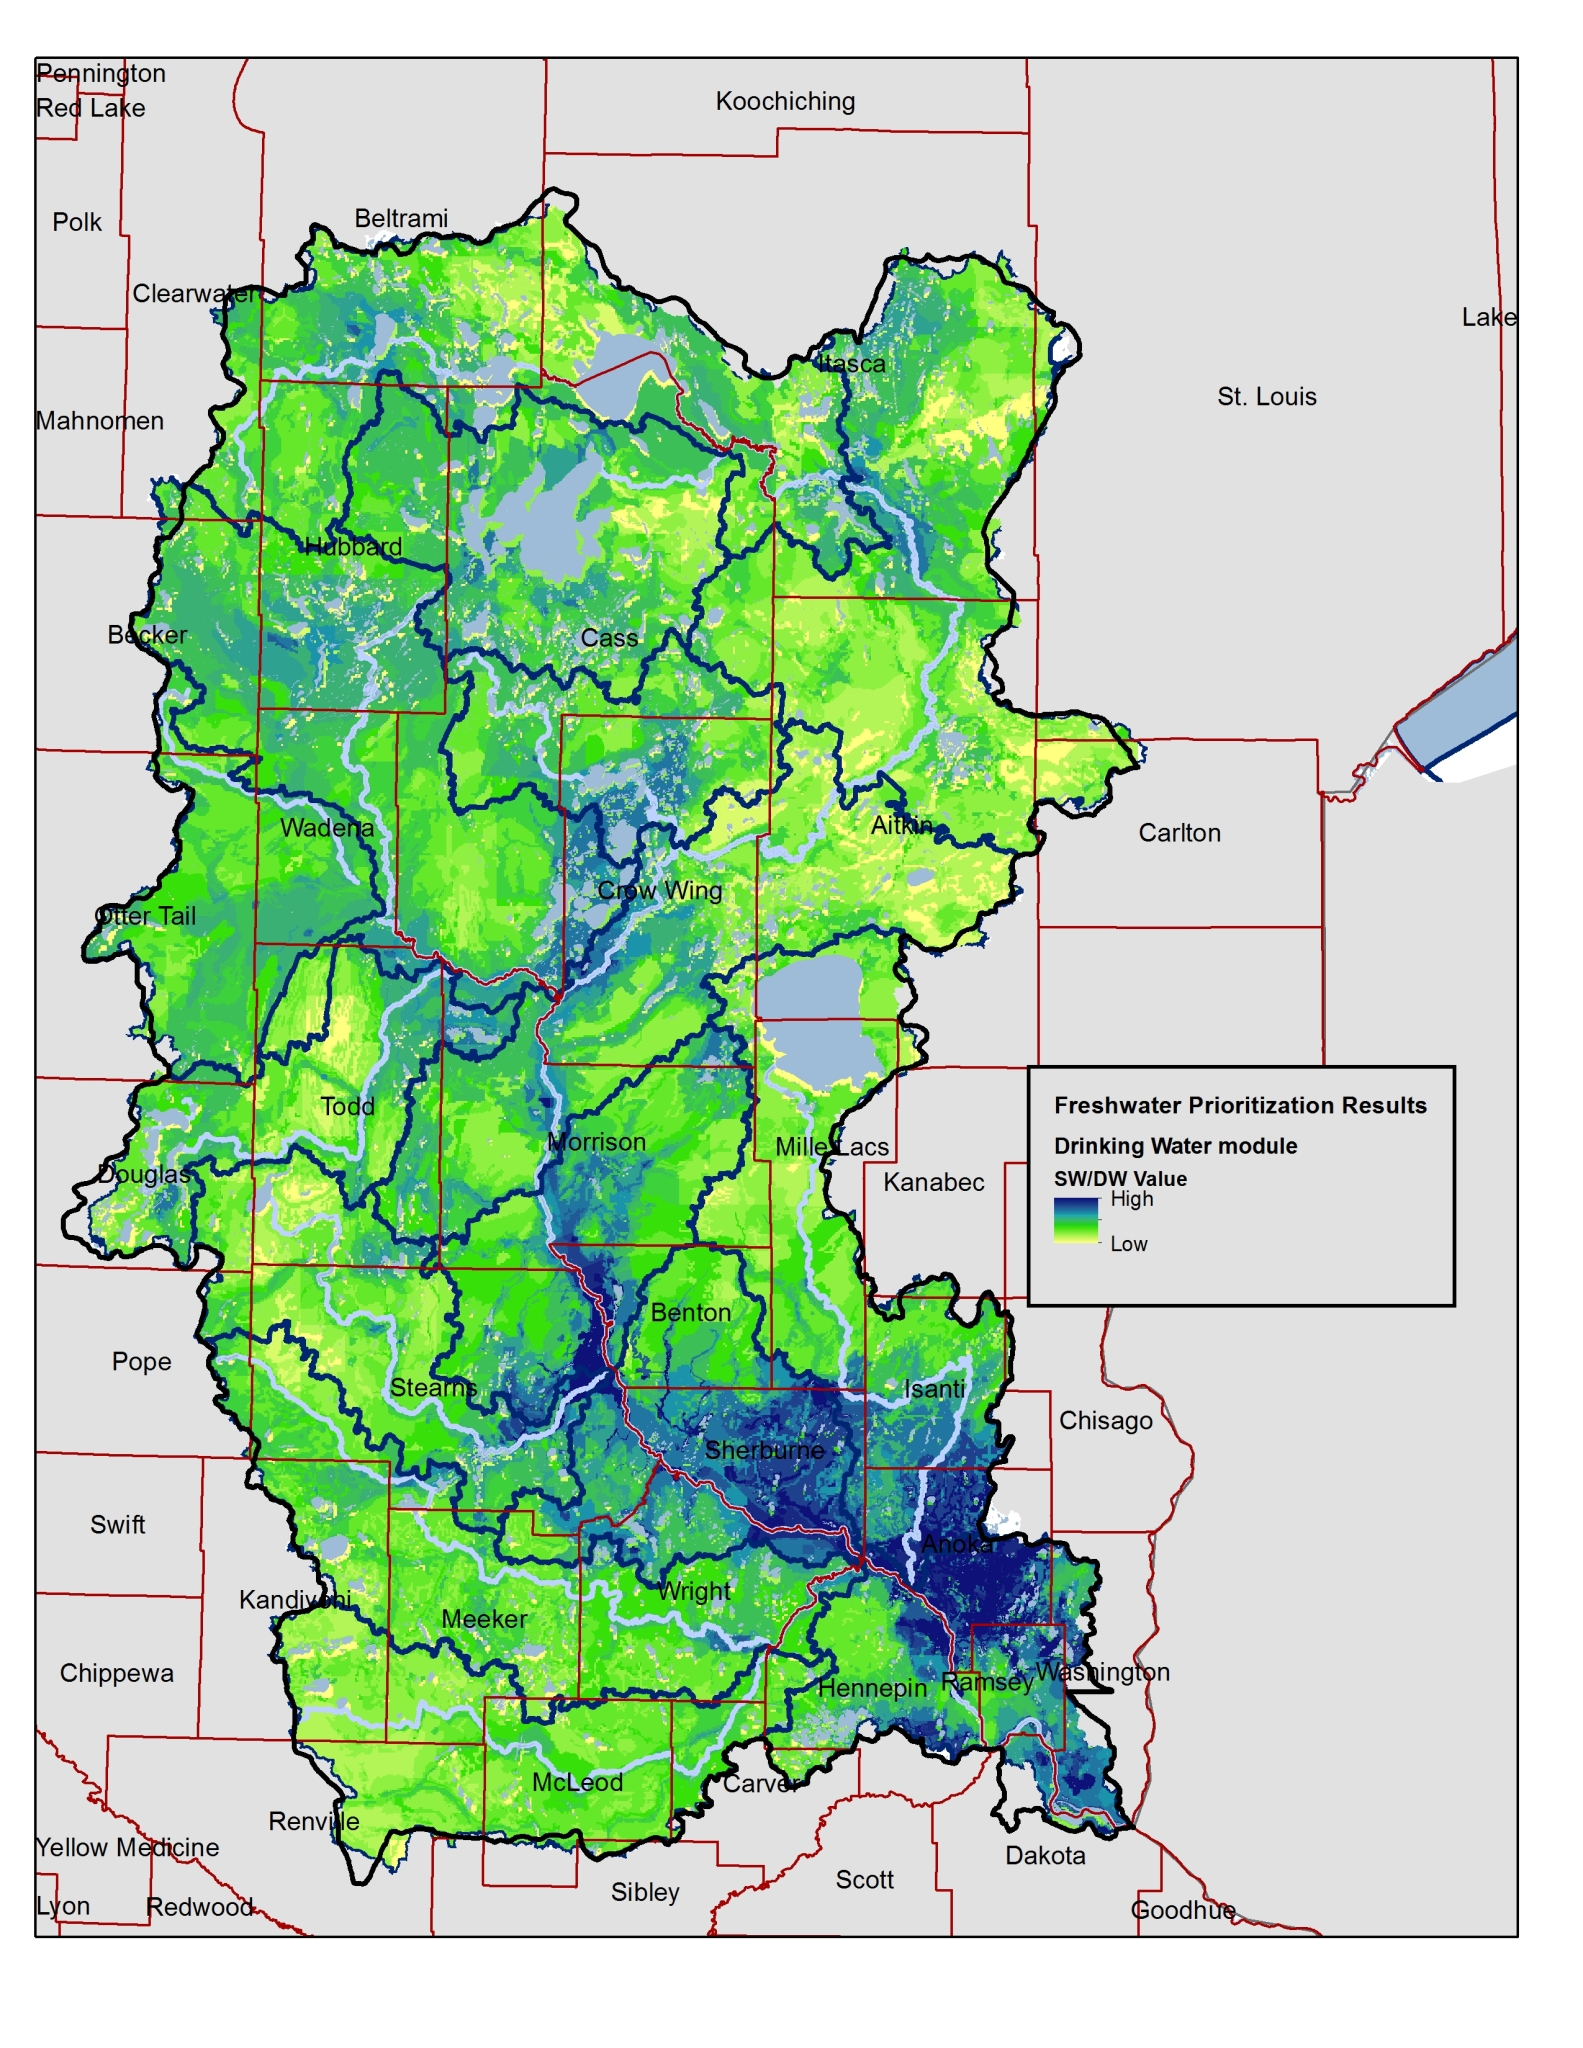 Pennington
Koochiching
Red Lake
Beltrami
Polk
Clearwater
Lake
Itasca
St. Louis
Mahnomen
Hubbard
Becker
Cass
Wadena
Aitkin
Carlton
Crow Wing
Otter Tail
Todd
Morrison
Mille Lacs
Douglas
Kanabec
Freshwater Prioritization Results
Drinking Water module
SW/DW Value
High
Low
Benton
Pope
Stearns
Isanti
Chisago
Sherburne
Swift
Anoka
Wright
Kandiyohi
Meeker
Chippewa
Washington
Ramsey
Hennepin
McLeod
Carver
Renville
Yellow Medicine
Dakota
Scott
Sibley
Lyon
Redwood
Goodhue